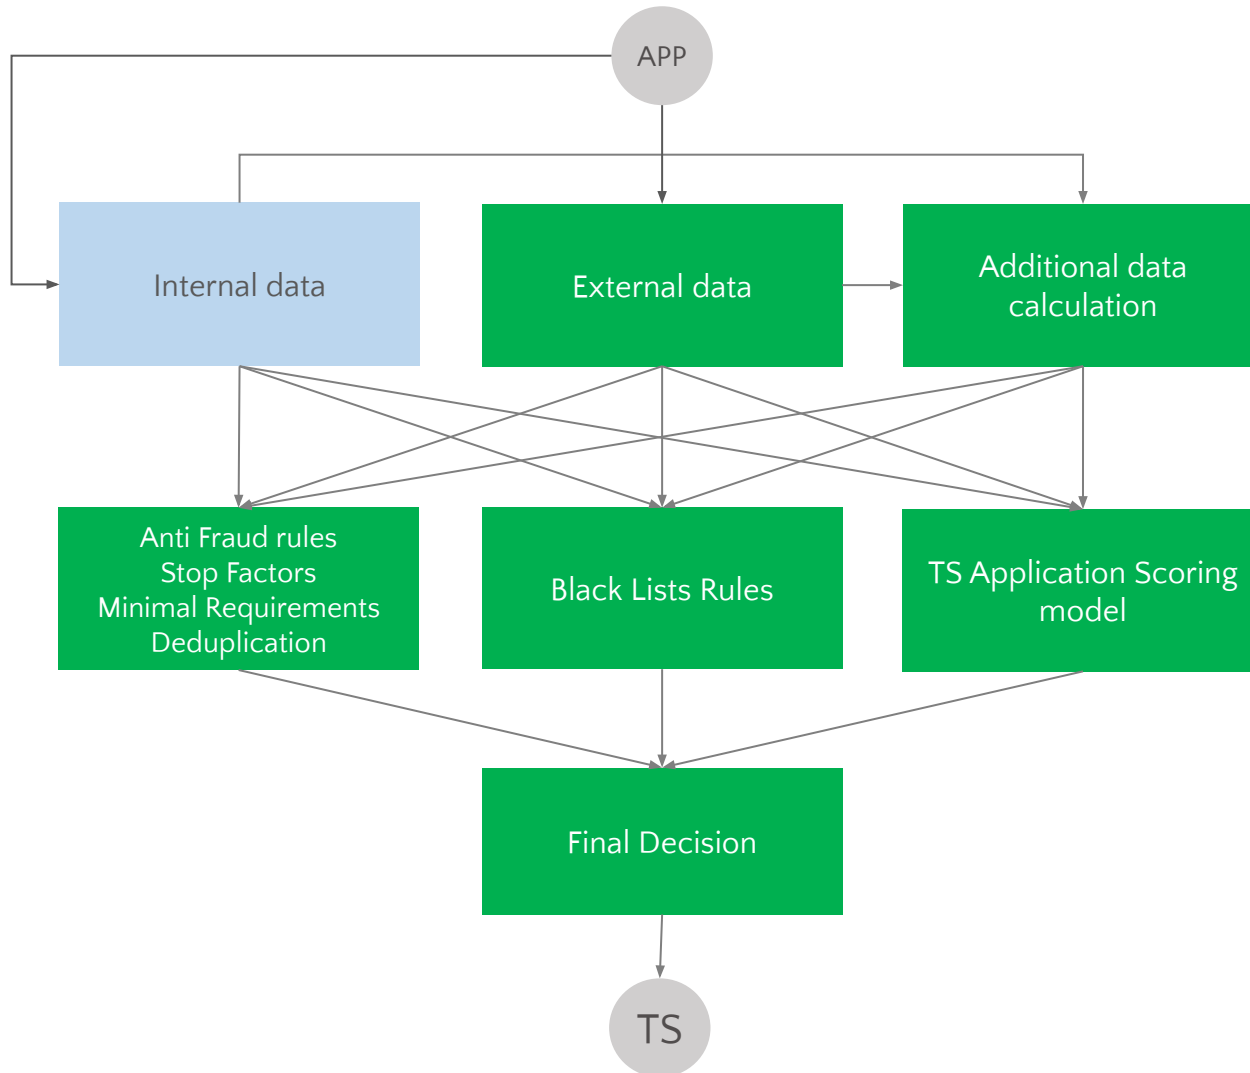 APP
Internal data
External data
Additional data
calculation
Anti Fraud rules
Stop Factors
Minimal Requirements
Deduplication
Black Lists Rules
TS Application Scoring
model
Final Decision
TS